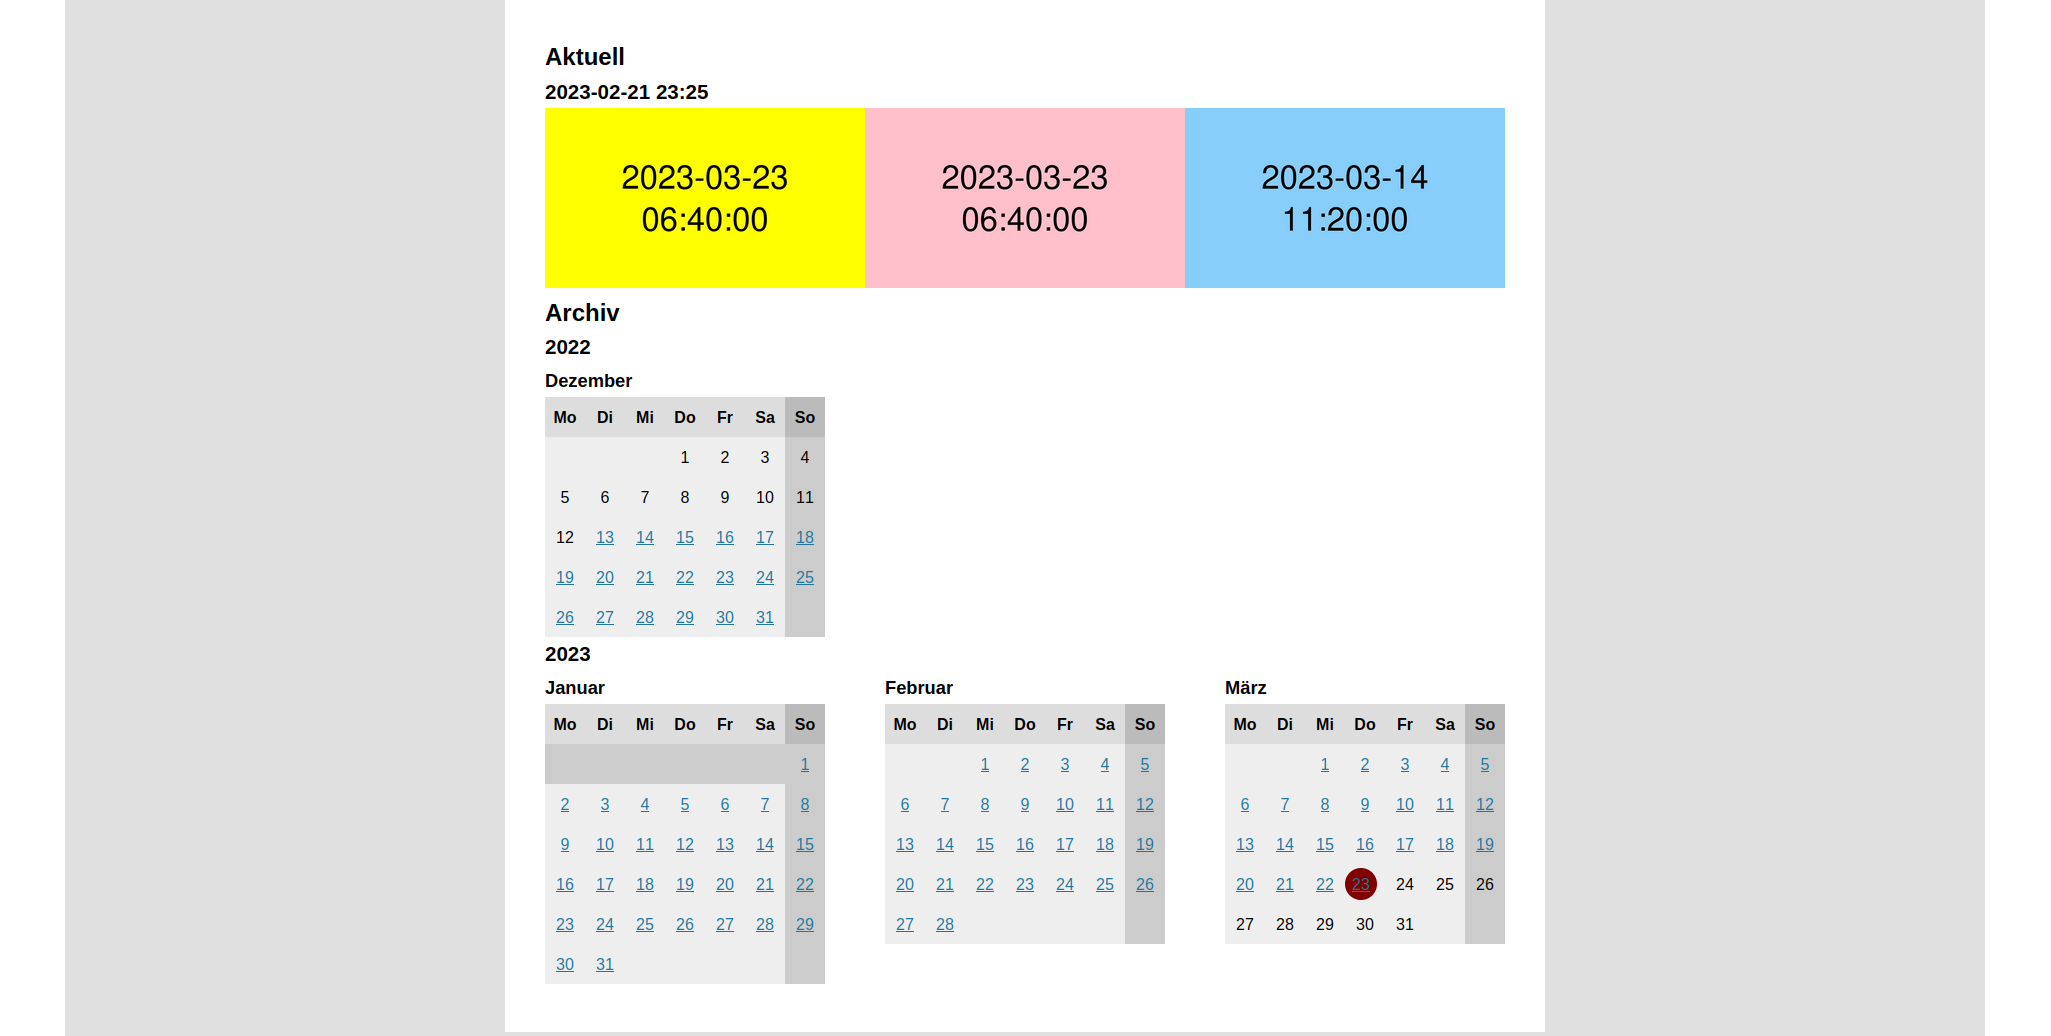 Aktuell
2023-02-21 23:25
2023-03-23 2023-03-23 2023-03-14
06:40:00 06:40:00 11:20:00
Archiv
2022
Dezember
Mo Di Mi Do Fr Sa So
1 2 3 4
5 6 7 8 9 10 11
12 13 14 15 16 17 18
19 20 21 22 23 24 25
26 27 28 29 30 31
2023
Januar
Mo Di Mi Do Fr Sa So
1
2 3 4 5 6 7 8
9 10 11 12 13 14 15
16 17 18 19 20 21 22
23 24 25 26 27 28 29
30 31
Februar
Mo Di Mi Do Fr Sa So
1 2 3 4 5
6 7 8 9 10 11 12
13 14 15 16 17 18 19
20 21 22 23 24 25 26
27 28
März
Mo Di Mi Do Fr Sa So
1 2 3 4 5
6 7 8 9 10 11 12
13 14 15 16 17 18 19
20 21 22 23 24 25 26
27 28 29 30 31